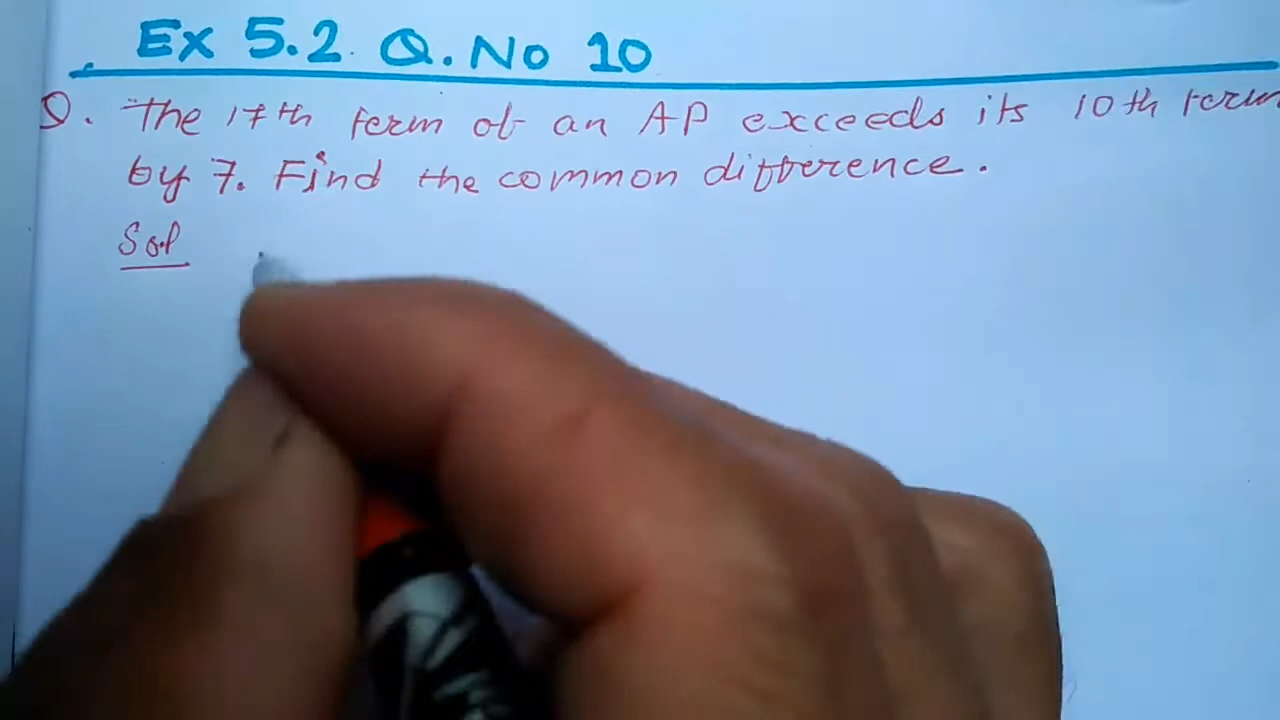 Ex 5.2. Q. No 10
Q. The 17th term of an AP exceeds its 10th term
by 7. Find the common difference.
Sol